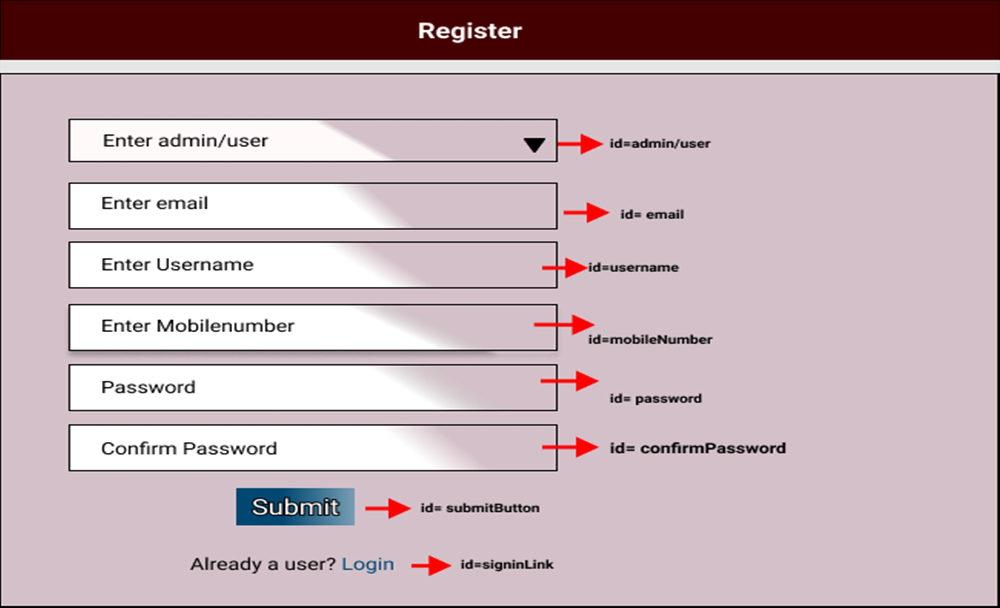 Register
Enter admin/user
id=admin/user
Enter email
id= email
Enter Username
id=username
Enter Mobilenumber
id=mobileNumber
Password
id= password
Confirm Password
id= confirmPassword
Submit
id= submitButton
Already a user? Login
id=signinLink